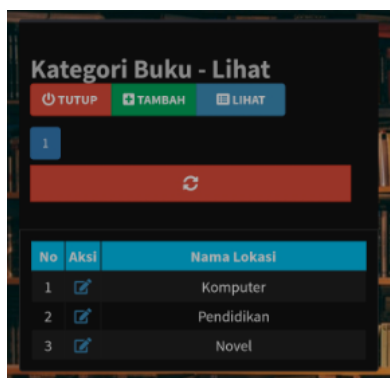 Kategori Buku - Lihat
TUTUP TAMBAH LIHAT
1
No Aksi Nama Lokasi
1 Komputer
2 Pendidikan
3 Novel